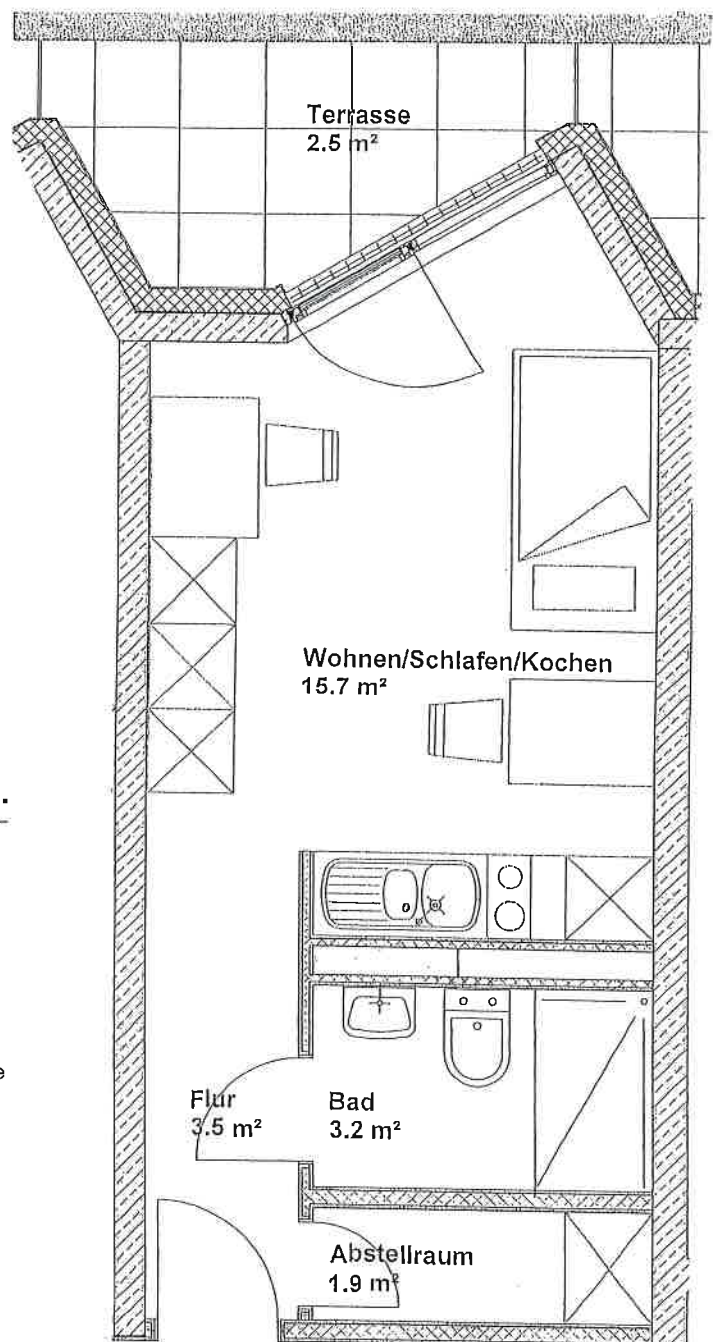 Terrasse
2.5 m²
Wohnen/Schlafen/Kochen
15.7 m²
Flur
3.5 m²
Bad
3.2 m²
Abstellraum
1.9 m²